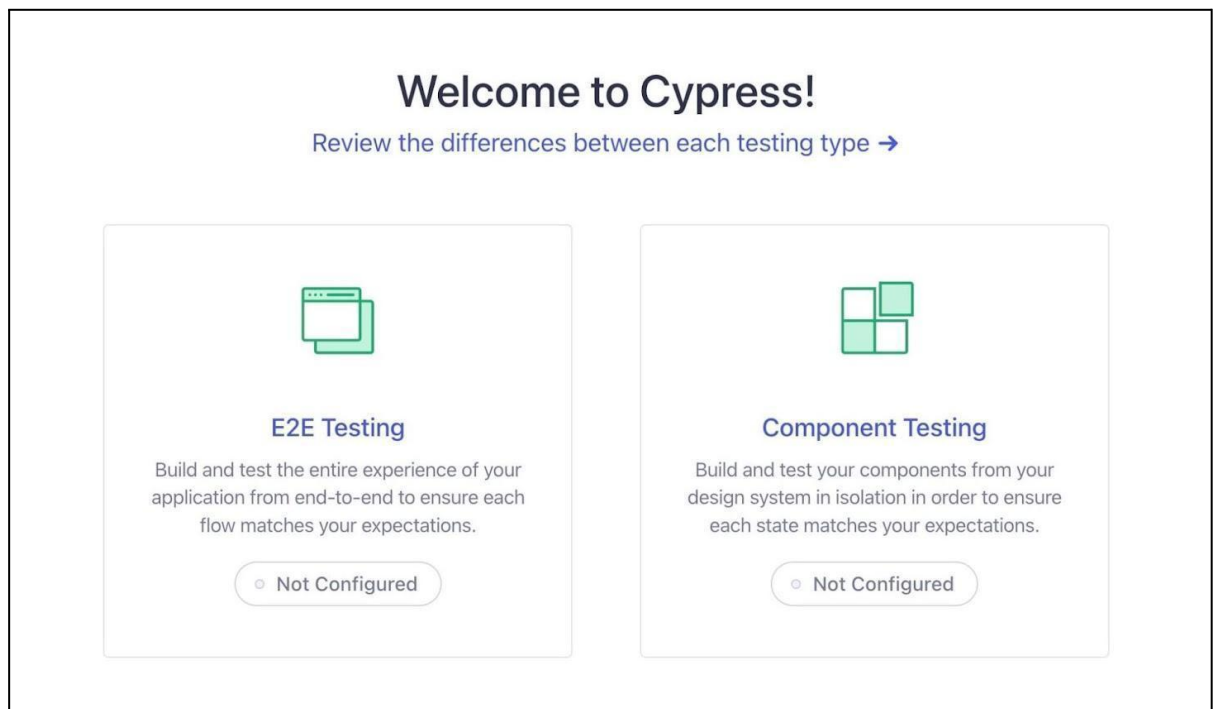 Welcome to Cypress!
Review the differences between each testing type →
E2E Testing
Build and test the entire experience of your
application from end-to-end to ensure each
flow matches your expectations.
Not Configured
Component Testing
Build and test your components from your
design system in isolation in order to ensure
each state matches your expectations.
Not Configured